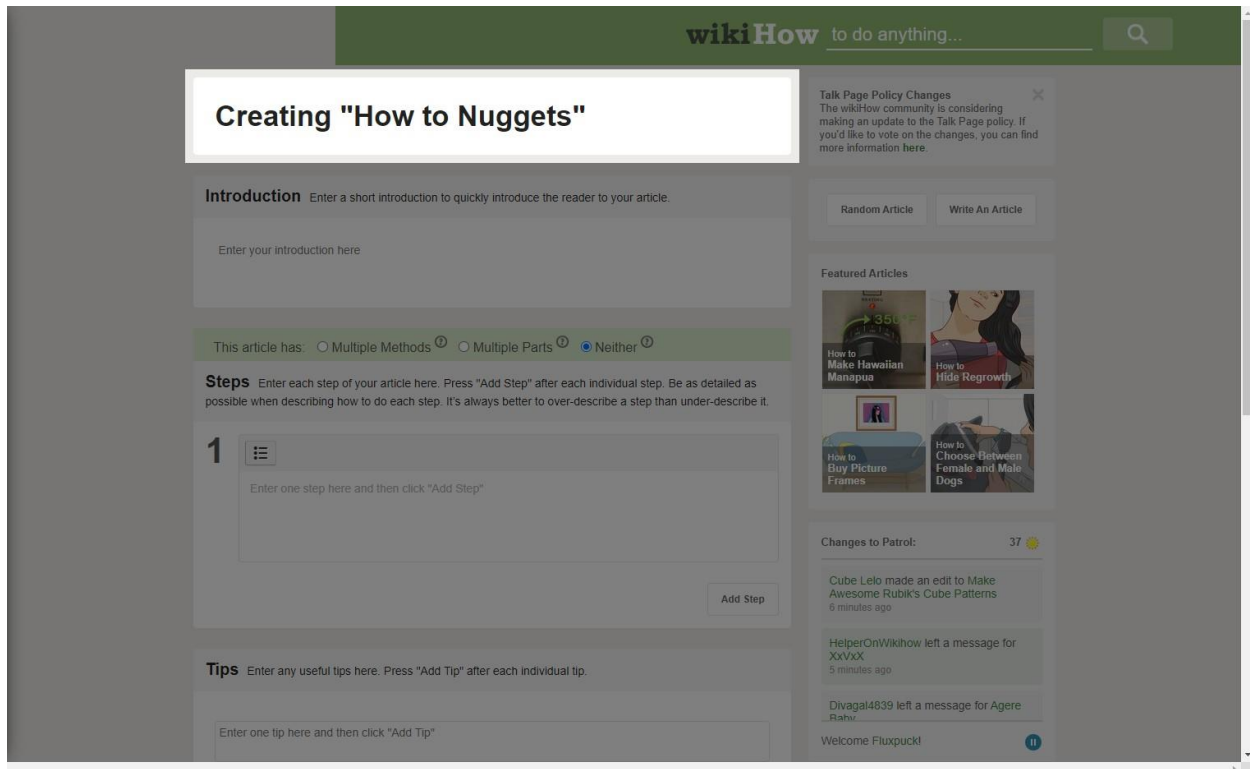 wikiHow to do anything...
Creating "How to Nuggets"
Introduction Enter a short introduction to quickly introduce the reader to your article.
Enter your introduction here
This article has: Multiple Methods ? Multiple Parts ? Neither ?
Steps Enter each step of your article here. Press "Add Step" after each individual step. Be as detailed as
possible when describing how to do each step. It's always better to over-describe a step than under-describe it.
1
Enter one step here and then click "Add Step"
Add Step
Tips Enter any useful tips here. Press "Add Tip" after each individual tip.
Enter one tip here and then click "Add Tip"
Talk Page Policy Changes
The wikiHow community is considering
making an update to the Talk Page policy. If
you'd like to vote on the changes, you can find
more information here.
Random Article Write An Article
Featured Articles
350°F
How to
Make Hawaiian
Manapua
How to
Hide Regrowth
How to
Buy Picture
Frames
How to
Choose Between
Female and Male
Dogs
Changes to Patrol: 37
Cube Lelo made an edit to Make
Awesome Rubik's Cube Patterns
6 minutes ago
HelperOnWikihow left a message for
XxVxX
5 minutes ago
Divagal4839 left a message for Agere
Baby
Welcome Fluxpuck!